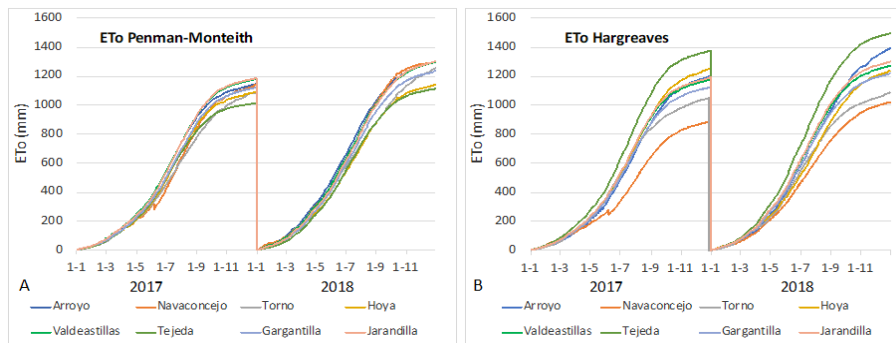 ETo Penman-Monteith
ETo (mm)
1600
1400
1200
1000
800
600
400
200
0
1-1 1-3 1-5 1-7 1-9 1-11 1-1 1-3 1-5 1-7 1-9 1-11
A 2017 2018
Arroyo Navaconcejo Torno Hoya
Valdeastillas Tejeda Gargantilla Jarandilla
ETo Hargreaves
ETo (mm)
1600
1400
1200
1000
800
600
400
200
0
1-1 1-3 1-5 1-7 1-9 1-11 1-1 1-3 1-5 1-7 1-9 1-11
B 2017 2018
Arroyo Navaconcejo Torno Hoya
Valdeastillas Tejeda Gargantilla Jarandilla